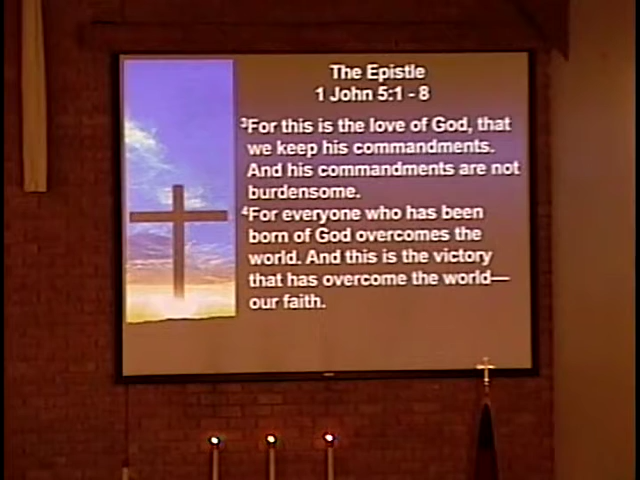 The Epistle
1 John 5:1 - 8
³For this is the love of God, that
we keep his commandments.
And his commandments are not
burdensome.
⁴For everyone who has been
born of God overcomes the
world. And this is the victory
that has overcome the world—
our faith.